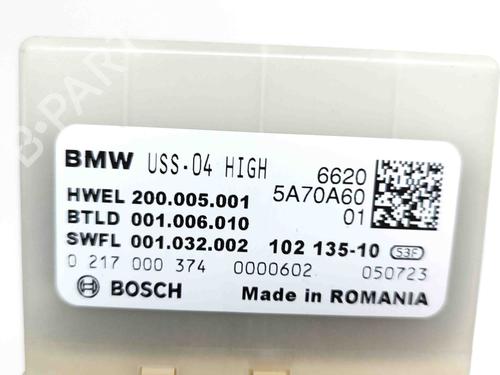 B-PARTS
BMW USS-04 HIGH 6620
HWEL 200.005.001 5A70A60
BTLD 001.006.010 01
SWFL 001.032.002 102 135-10 S3F
0 217 000 374 0000602 050723
BOSCH Made in ROMANIA